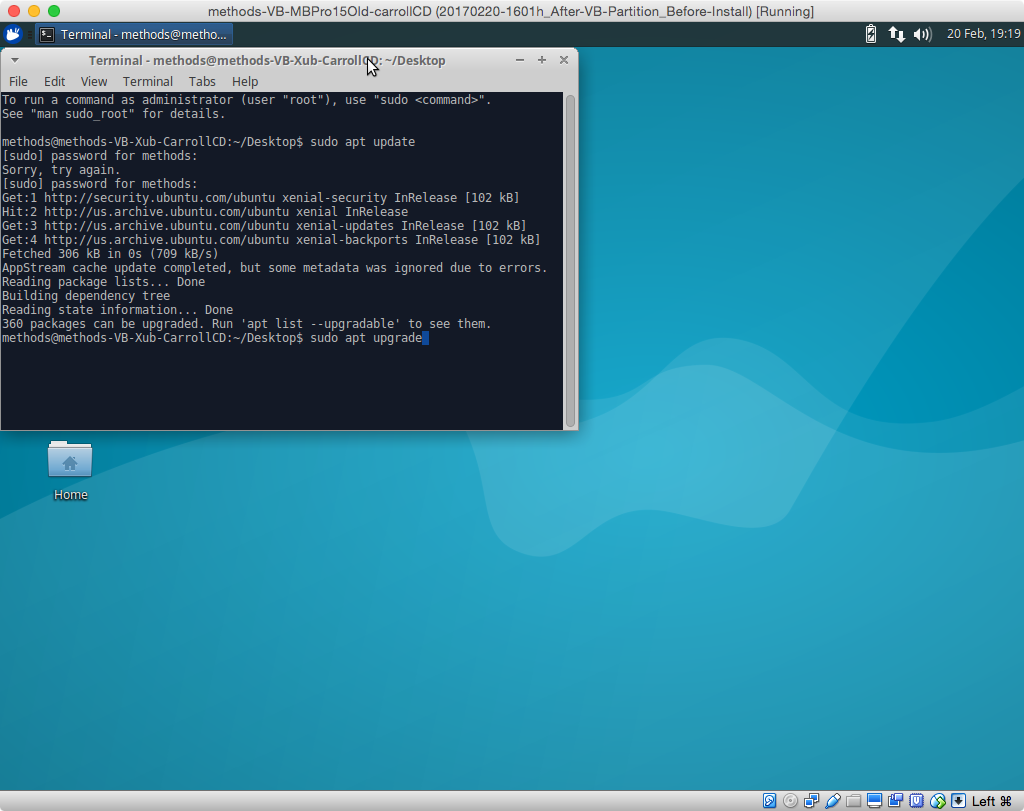 methods-VB-MBPro15Old-carrollCD (20170220-1601h_After-VB-Partition_Before-Install) [Running]
Terminal - methods@metho... 20 Feb, 19:19
Terminal - methods@methods-VB-Xub-CarrollCD: ~/Desktop
File Edit View Terminal Tabs Help
To run a command as administrator (user "root"), use "sudo <command>".
See "man sudo_root" for details.
methods@methods-VB-Xub-CarrollCD:~/Desktop$ sudo apt update
[sudo] password for methods:
Sorry, try again.
[sudo] password for methods:
Get:1 http://security.ubuntu.com/ubuntu xenial-security InRelease [102 kB]
Hit:2 http://us.archive.ubuntu.com/ubuntu xenial InRelease
Get:3 http://us.archive.ubuntu.com/ubuntu xenial-updates InRelease [102 kB]
Get:4 http://us.archive.ubuntu.com/ubuntu xenial-backports InRelease [102 kB]
Fetched 306 kB in 0s (709 kB/s)
AppStream cache update completed, but some metadata was ignored due to errors.
Reading package lists... Done
Building dependency tree
Reading state information... Done
360 packages can be upgraded. Run 'apt list --upgradable' to see them.
methods@methods-VB-Xub-CarrollCD:~/Desktop$ sudo apt upgrade
Home
Left ⌘